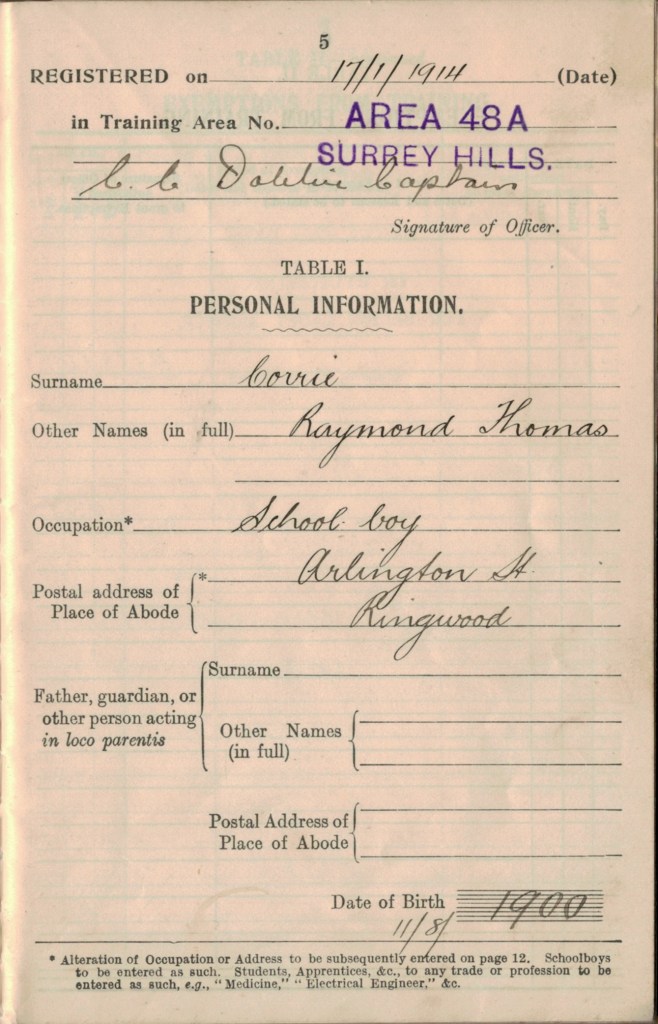 5
REGISTERED on 17/1/1914 (Date)
in Training Area No. AREA 48A
SURREY HILLS.
C. C. Captain
Signature of Officer.
TABLE I.
PERSONAL INFORMATION.
Surname Corrie
Other Names (in full) Raymond Thomas
Occupation* School boy
Postal address of Place of Abode * Arlington St.
Ringwood
Father, guardian, or other person acting in loco parentis
Surname
Other Names (in full)
Postal Address of Place of Abode
Date of Birth 11/8/1900
* Alteration of Occupation or Address to be subsequently entered on page 12. Schoolboys
to be entered as such. Students, Apprentices, &c., to any trade or profession to be
entered as such, e.g., "Medicine," "Electrical Engineer," &c.